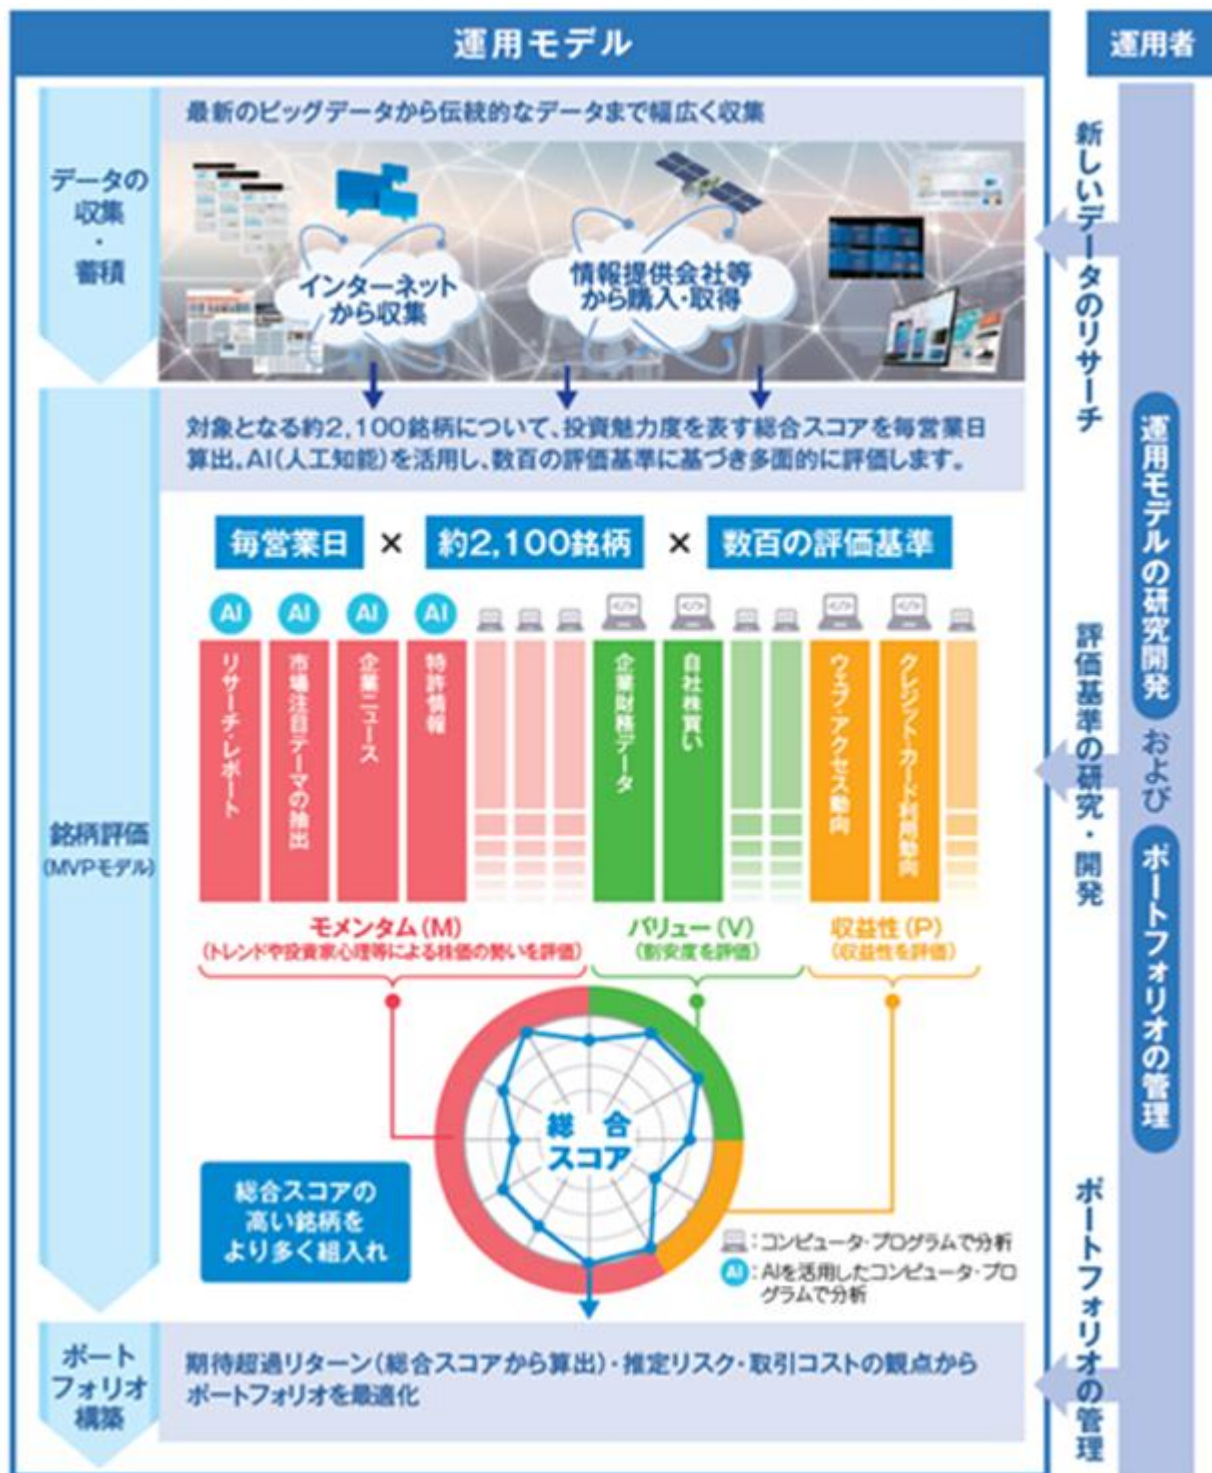 運用モデル
運用者
データの
収集
・
蓄積
最新のビッグデータから伝統的なデータまで幅広く収集
インターネット
から収集
情報提供会社等
から購入・取得
新しいデータのリサーチ
対象となる約2,100銘柄について、投資魅力度を表す総合スコアを毎営業日
算出。AI(人工知能)を活用し、数百の評価基準に基づき多面的に評価します。
毎営業日 × 約2,100銘柄 × 数百の評価基準
AI AI AI AI
リサーチ・レポート
市場注目テーマの抽出
企業ニュース
特許情報
企業財務データ
自社株買い
ウェブ・アクセス動向
クレジット・カード利用動向
銘柄評価
(MVPモデル)
モメンタム(M)
(トレンドや投資家心理等による株価の勢いを評価)
バリュー(V)
(割安度を評価)
収益性(P)
(収益性を評価)
総合
スコア
総合スコアの
高い銘柄を
より多く組入れ
:コンピュータ・プログラムで分析
AI:AIを活用したコンピュータ・プロ
グラムで分析
評価基準の研究・開発
運用モデルの研究開発
および
ポートフォリオの管理
ポート
フォリオ
構築
期待超過リターン(総合スコアから算出)・推定リスク・取引コストの観点から
ポートフォリオを最適化
ポートフォリオの管理